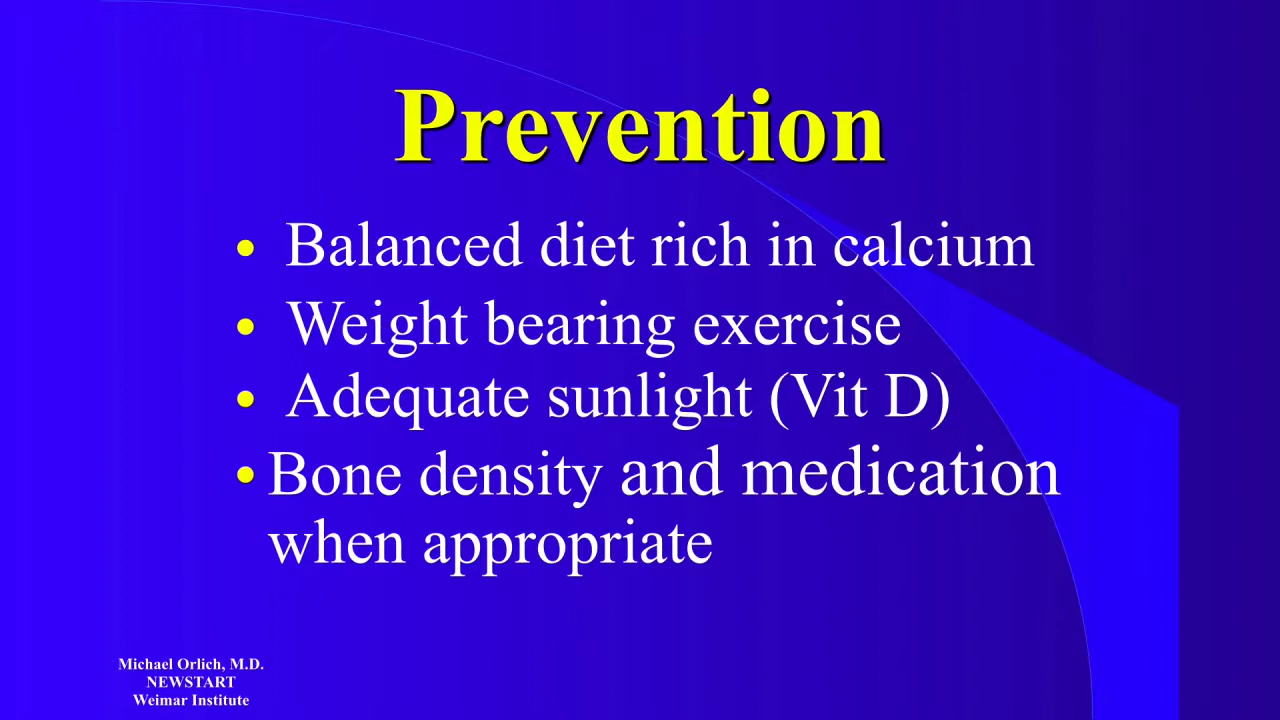 Prevention
• Balanced diet rich in calcium
• Weight bearing exercise
• Adequate sunlight (Vit D)
• Bone density and medication
when appropriate
Michael Orlich, M.D.
NEWSTART
Weimar Institute